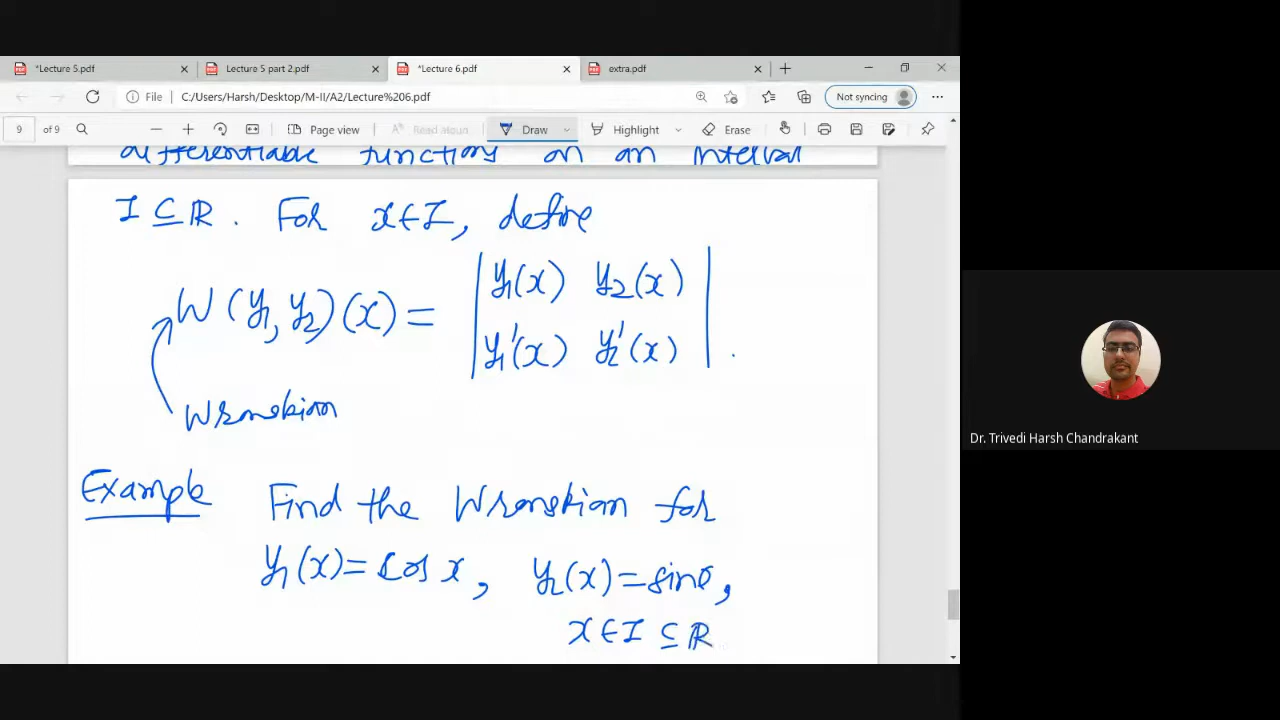 *Lecture 5.pdf
Lecture 5 part 2.pdf
*Lecture 6.pdf
extra.pdf
File C:/Users/Harsh/Desktop/M-II/A2/Lecture%206.pdf
Not syncing
9 of 9
Page view
Read aloud
Draw
Highlight
Erase
differentiable functions on an interval
I ⊆ ℝ. For x∈I, define
W(y₁, y₂)(x) = | y₁(x) y₂(x) |
| y₁'(x) y₂'(x) | .
Wronskian
Example Find the Wronskian for
y₁(x) = cos x, y₂(x) = sinθ,
x∈I ⊆ ℝ
Dr. Trivedi Harsh Chandrakant